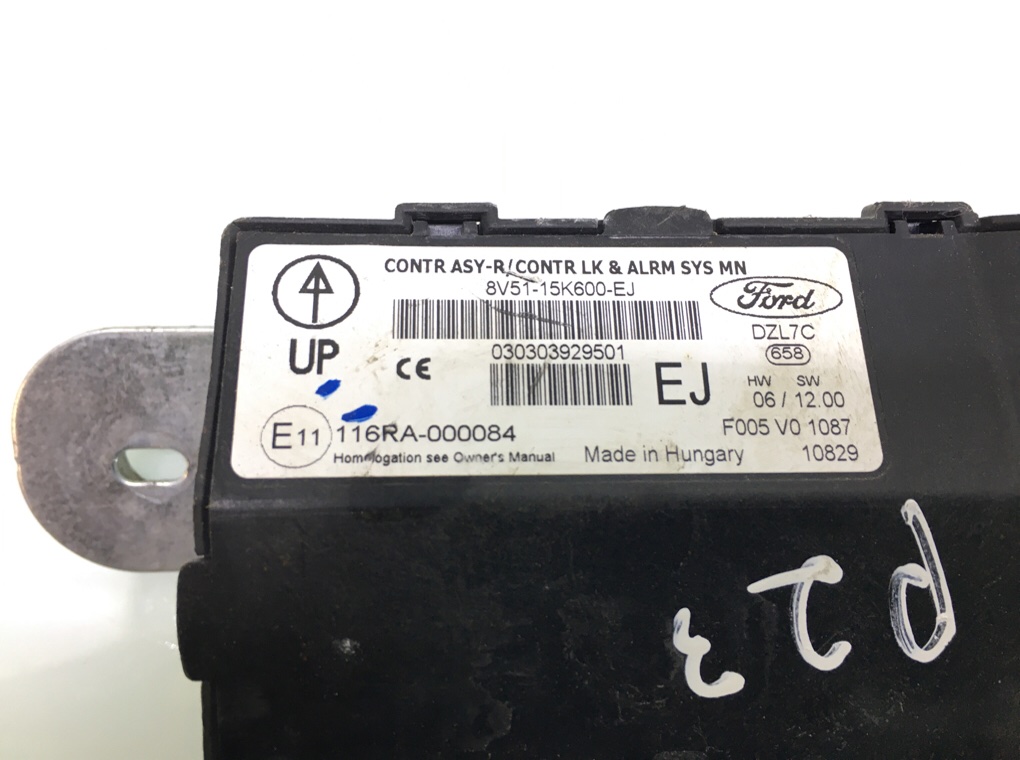 CONTR ASY-R/CONTR LK & ALRM SYS MN
8V51-15K600-EJ
Ford
DZL7C
658
UP
CE
030303929501
EJ
HW SW
06 / 12.00
E11 116RA-000084
F005 V0 1087
Homologation see Owner's Manual
Made in Hungary
10829
P23